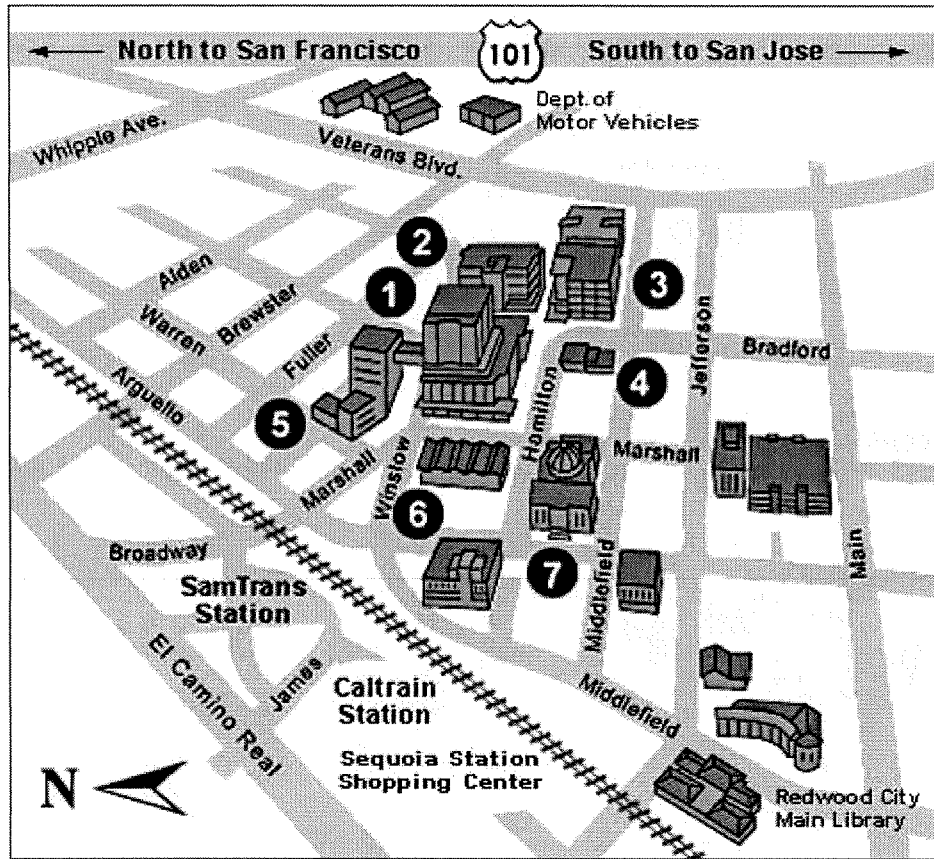 North to San Francisco
101
South to San Jose
Dept. of
Motor Vehicles
Whipple Ave.
Veterans Blvd.
2
1
3
Alden
Warren
Brewster
Fuller
Arguello
Hamilton
4
Jefferson
Bradford
5
Marshall
Winslow
6
Marshall
Broadway
7
Middlefield
Main
SamTrans
Station
El Camino Real
James
Caltrain
Station
Middlefield
Sequoia Station
Shopping Center
N
Redwood City
Main Library